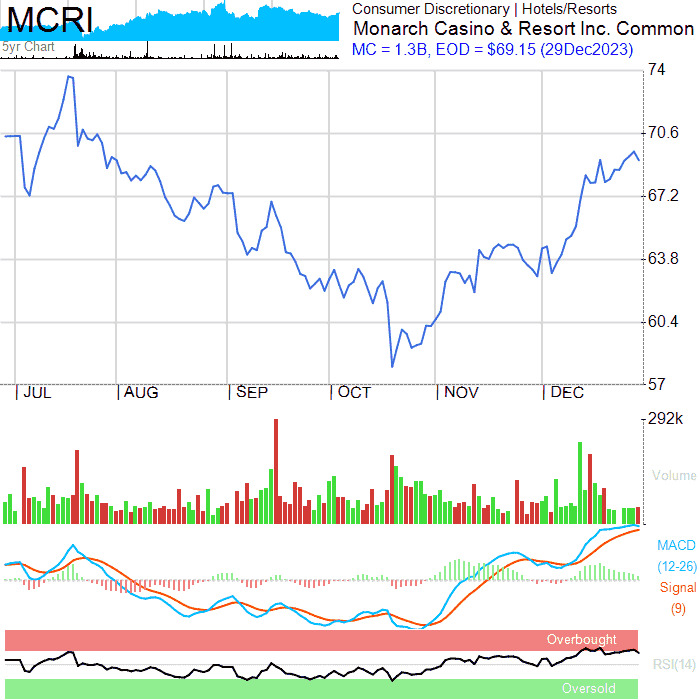 MCRI
5yr Chart
Consumer Discretionary | Hotels/Resorts
Monarch Casino & Resort Inc. Common
MC = 1.3B, EOD = $69.15 (29Dec2023)
74
70.6
67.2
63.8
60.4
57
JUL
AUG
SEP
OCT
NOV
DEC
292k
Volume
MACD
(12-26)
Signal
(9)
Overbought
RSI(14)
Oversold